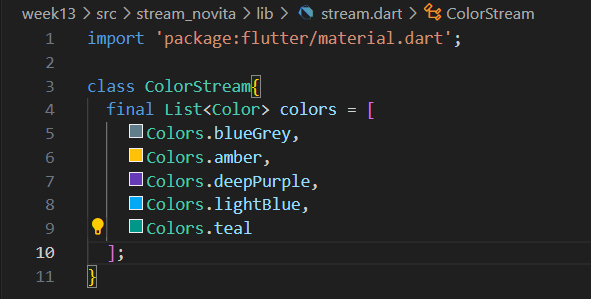 week13 > src > stream_novita > lib > stream.dart > ColorStream
1 import 'package:flutter/material.dart';
2
3 class ColorStream{
4   final List<Color> colors = [
5     Colors.blueGrey,
6     Colors.amber,
7     Colors.deepPurple,
8     Colors.lightBlue,
9     Colors.teal
10   ];
11 }